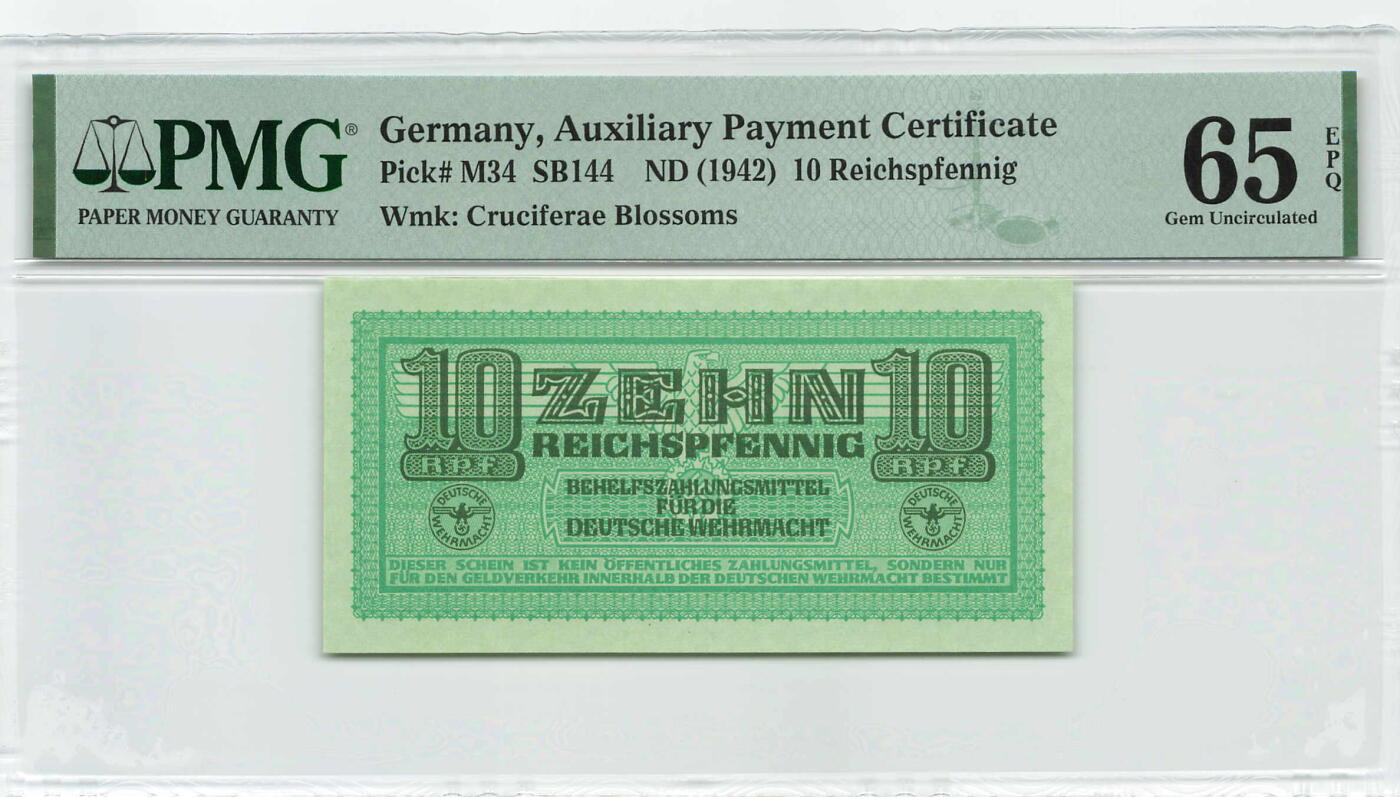 PMG®
PAPER MONEY GUARANTY
Germany, Auxiliary Payment Certificate
Pick# M34 SB144 ND (1942) 10 Reichspfennig
Wmk: Cruciferae Blossoms
65
EPQ
Gem Uncirculated
10 ZEHN 10
REICHSPFENNIG
RPf RPf
BEHELFSZAHLUNGSMITTEL
FÜR DIE
DEUTSCHE WEHRMACHT
DEUTSCHE WEHRMACHT
DEUTSCHE WEHRMACHT
DIESER SCHEIN IST KEIN ÖFFENTLICHES ZAHLUNGSMITTEL, SONDERN NUR
FÜR DEN GELDVERKEHR INNERHALB DER DEUTSCHEN WEHRMACHT BESTIMMT